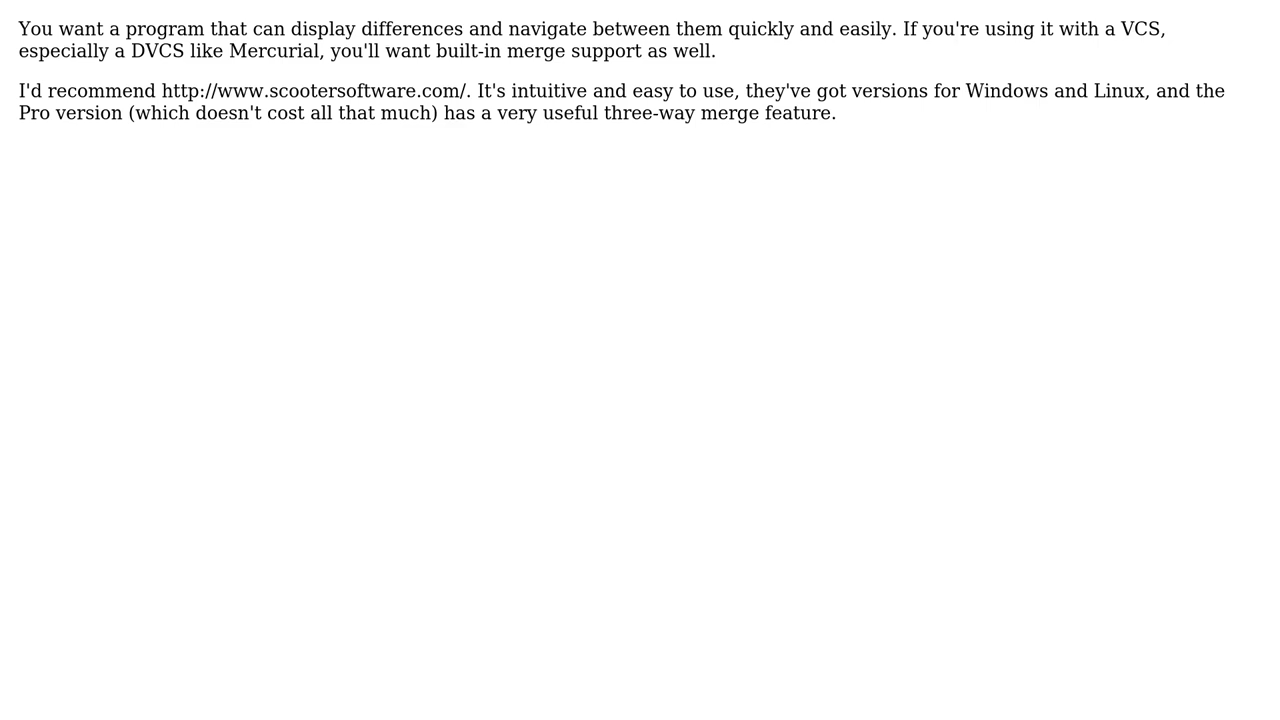 You want a program that can display differences and navigate between them quickly and easily. If you're using it with a VCS,
especially a DVCS like Mercurial, you'll want built-in merge support as well.
I'd recommend http://www.scootersoftware.com/. It's intuitive and easy to use, they've got versions for Windows and Linux, and the
Pro version (which doesn't cost all that much) has a very useful three-way merge feature.